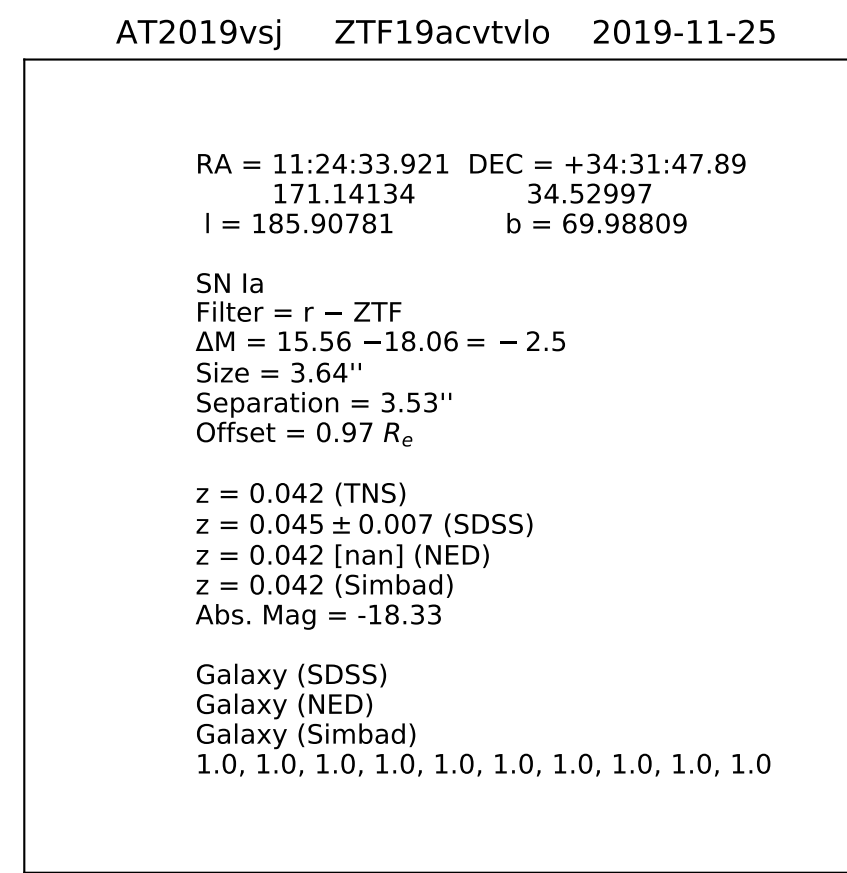 AT2019vsj ZTF19acvtvlo 2019-11-25
RA = 11:24:33.921 DEC = +34:31:47.89
171.14134 34.52997
l = 185.90781 b = 69.98809
SN Ia
Filter = r − ZTF
ΔM = 15.56 −18.06 = − 2.5
Size = 3.64''
Separation = 3.53''
Offset = 0.97 Re
z = 0.042 (TNS)
z = 0.045 ± 0.007 (SDSS)
z = 0.042 [nan] (NED)
z = 0.042 (Simbad)
Abs. Mag = -18.33
Galaxy (SDSS)
Galaxy (NED)
Galaxy (Simbad)
1.0, 1.0, 1.0, 1.0, 1.0, 1.0, 1.0, 1.0, 1.0, 1.0